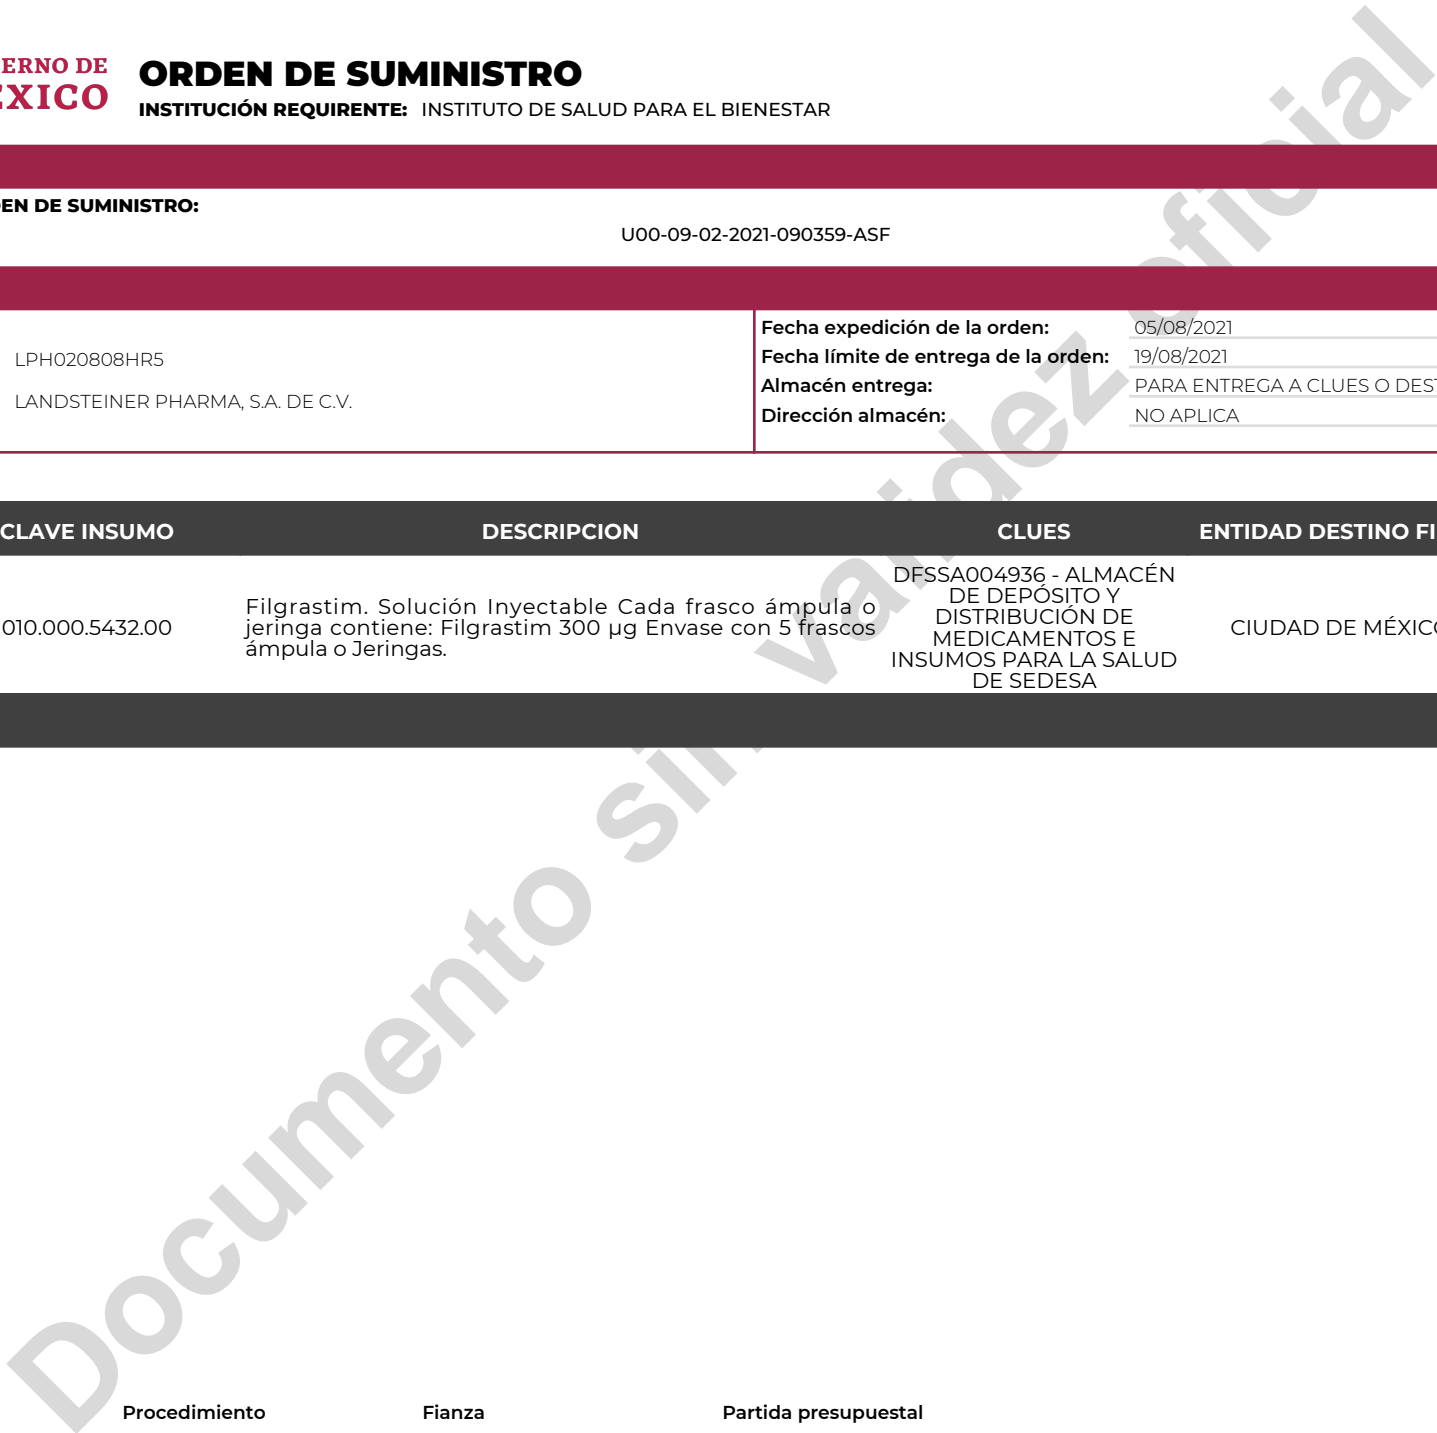 ERNO DE
ÉXICO
ORDEN DE SUMINISTRO
INSTITUCIÓN REQUIRENTE: INSTITUTO DE SALUD PARA EL BIENESTAR
EN DE SUMINISTRO:
U00-09-02-2021-090359-ASF
LPH020808HR5
LANDSTEINER PHARMA, S.A. DE C.V.
Fecha expedición de la orden: 05/08/2021
Fecha límite de entrega de la orden: 19/08/2021
Almacén entrega: PARA ENTREGA A CLUES O DEST
Dirección almacén: NO APLICA
CLAVE INSUMO DESCRIPCION CLUES ENTIDAD DESTINO FI
010.000.5432.00
Filgrastim. Solución Inyectable Cada frasco ámpula o
jeringa contiene: Filgrastim 300 µg Envase con 5 frascos
ámpula o Jeringas.
DFSSA004936 - ALMACÉN
DE DEPÓSITO Y
DISTRIBUCIÓN DE
MEDICAMENTOS E
INSUMOS PARA LA SALUD
DE SEDESA
CIUDAD DE MÉXICO
Documento sin validez oficial
Procedimiento Fianza Partida presupuestal